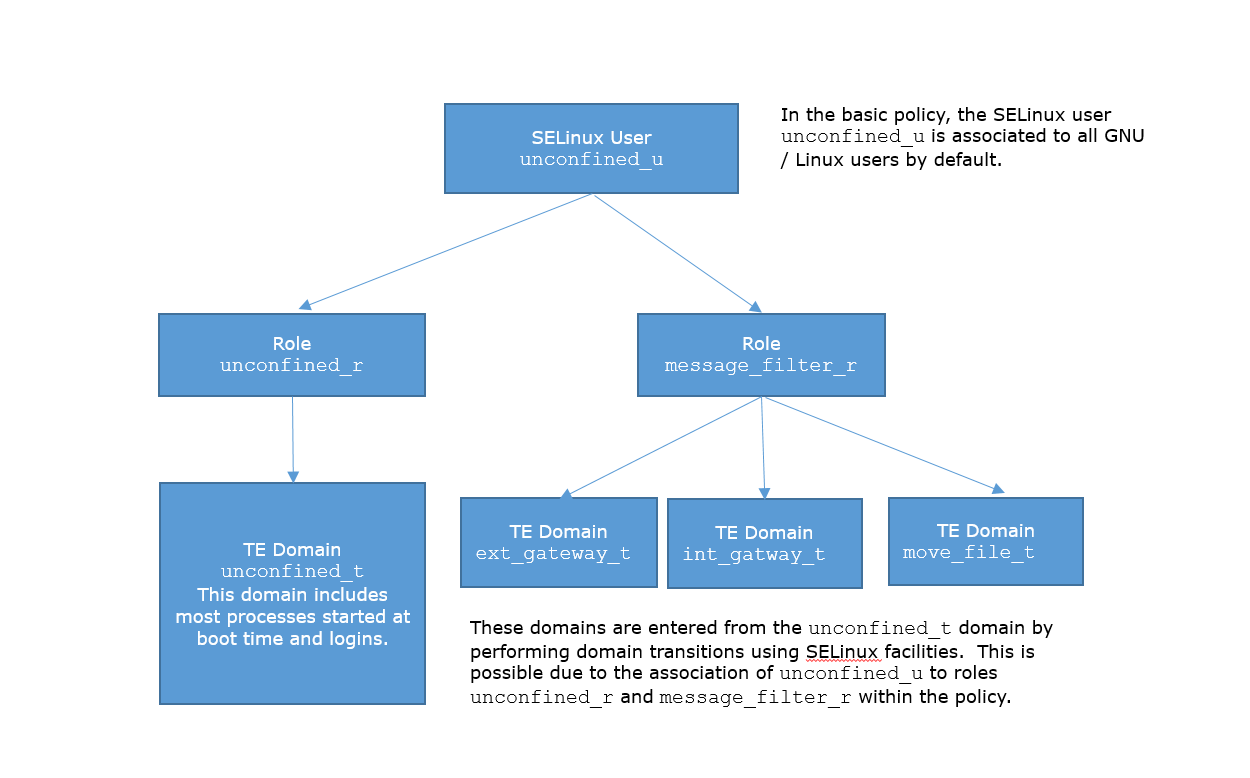 SELinux User
unconfined_u
In the basic policy, the SELinux user
unconfined_u is associated to all GNU
/ Linux users by default.
Role
unconfined_r
Role
message_filter_r
TE Domain
unconfined_t
This domain includes
most processes started at
boot time and logins.
TE Domain
ext_gateway_t
TE Domain
int_gatway_t
TE Domain
move_file_t
These domains are entered from the unconfined_t domain by
performing domain transitions using SELinux facilities.  This is
possible due to the association of unconfined_u to roles
unconfined_r and message_filter_r within the policy.